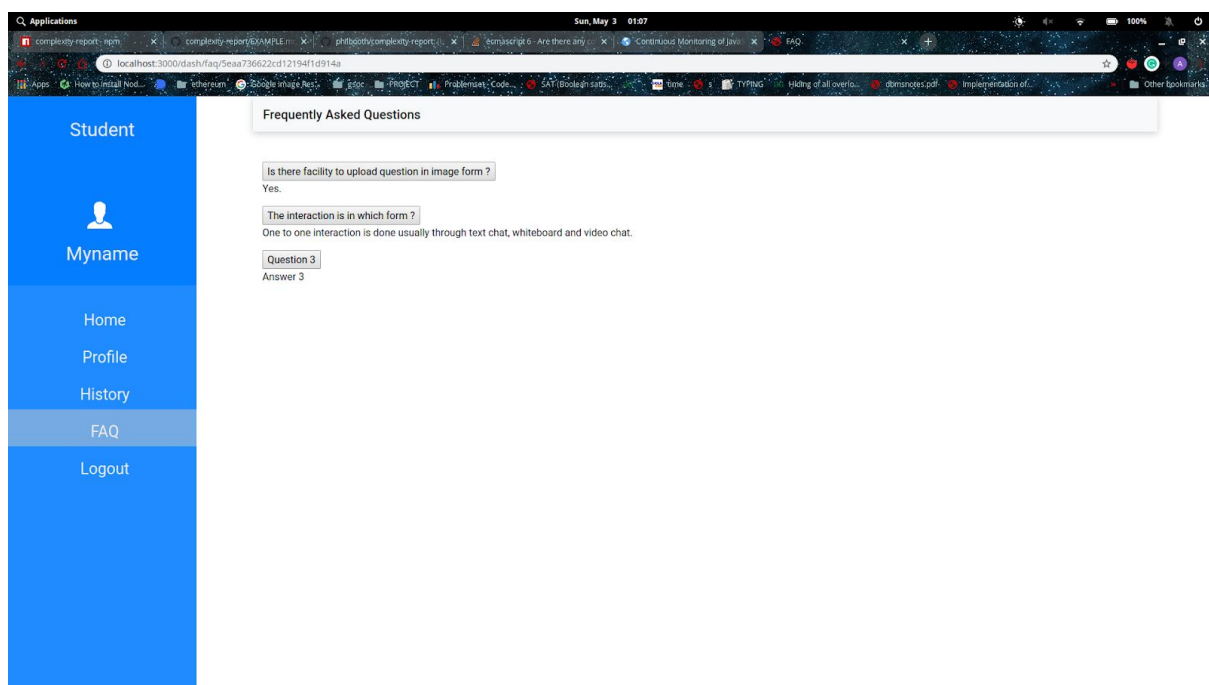 Applications
Sun, May 3 01:07
100%
complexity-report - npm
complexity-report/EXAMPLE.m
philbooth/complexity-report:
ecmascript 6 - Are there any co
Continuous Monitoring of Java
FAQ
localhost:3000/dash/faq/5eaa736622cd12194f1d914a
Apps
How to Install Nod...
ethereum
Google Image Res...
gsoc
PROJECT
Problemset - Code...
SAT (Boolean satis...
time
s
TYPING
Hiding of all overlo...
dbmsnotes.pdf
Implementation of...
Other bookmarks
Student
Frequently Asked Questions
Is there facility to upload question in image form ?
Yes.
The interaction is in which form ?
One to one interaction is done usually through text chat, whiteboard and video chat.
Question 3
Answer 3
Myname
Home
Profile
History
FAQ
Logout